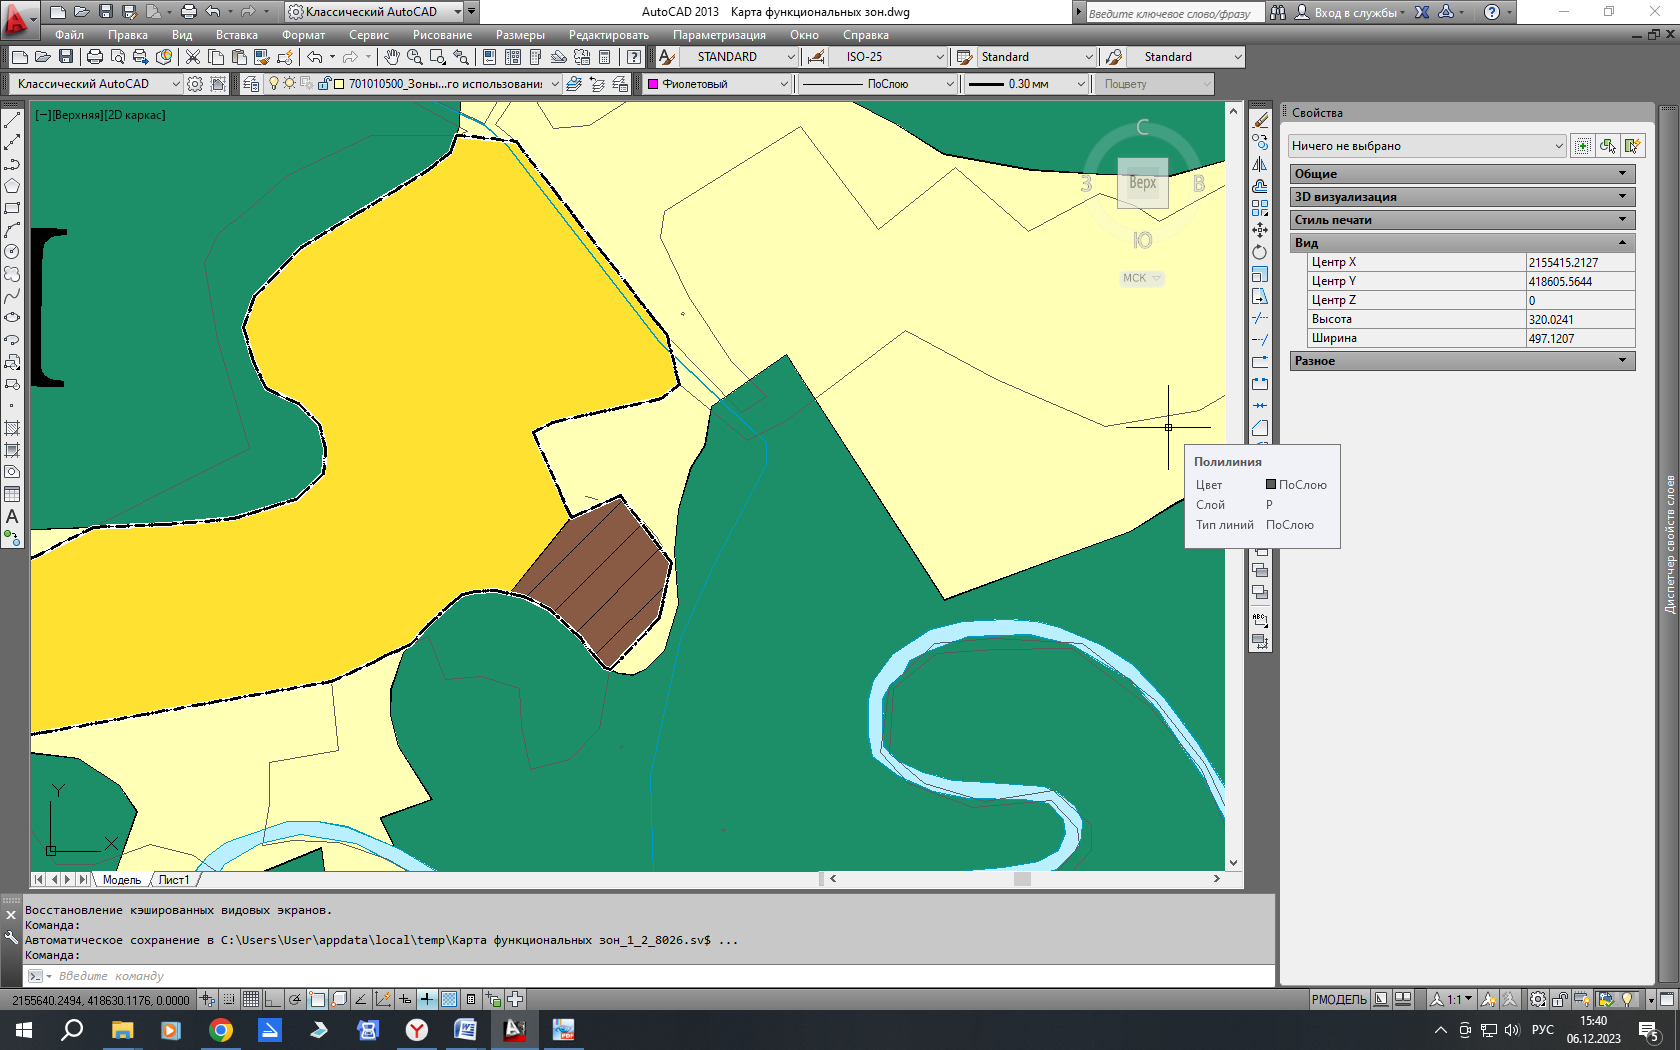 Классический AutoCAD
AutoCAD 2013
Карта функциональных зон.dwg
Введите ключевое слово/фразу
Вход в службы
Файл
Правка
Вид
Вставка
Формат
Сервис
Рисование
Размеры
Редактировать
Параметризация
Окно
Справка
STANDARD
ISO-25
Standard
Standard
Классический AutoCAD
701010500_Зоны...го использования
Фиолетовый
ПоСлою
0.30 мм
Поцвету
[−][Верхняя][2D каркас]
С
З
Верх
В
Ю
МСК
Полилиния
Цвет
ПоСлою
Слой
P
Тип линий
ПоСлою
Y
X
Модель
Лист1
Свойства
Ничего не выбрано
Общие
3D визуализация
Стиль печати
Вид
Центр X
2155415.2127
Центр Y
418605.5644
Центр Z
0
Высота
320.0241
Ширина
497.1207
Разное
Диспетчер свойств слоев
Восстановление кэшированных видовых экранов.
Команда:
Автоматическое сохранение в C:\Users\User\appdata\local\temp\Карта функциональных зон_1_2_8026.sv$ ...
Команда:
Введите команду
2155640.2494, 418630.1176, 0.0000
РМОДЕЛЬ
1:1
РУС
15:40
06.12.2023
5